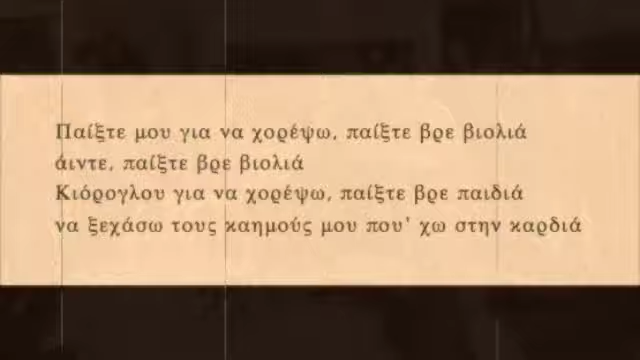 Παίξτε μου για να χορέψω, παίξτε βρε βιολιά
άιντε, παίξτε βρε βιολιά
Κιόρογλου για να χορέψω, παίξτε βρε παιδιά
να ξεχάσω τους καημούς μου που' χω στην καρδιά